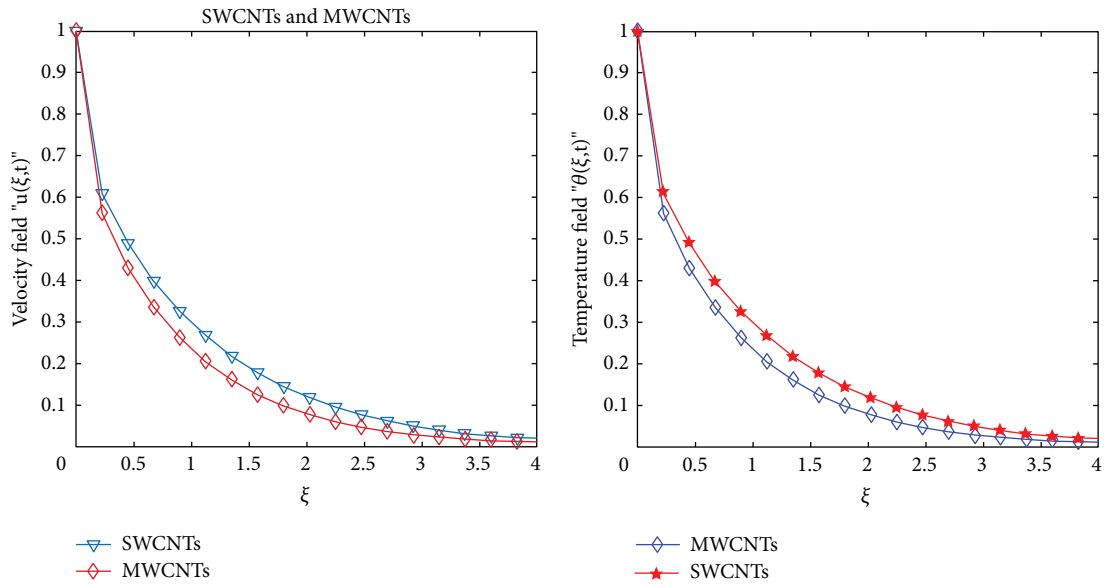 SWCNTs and MWCNTs
Velocity field "u(ξ,t)"
1
0.9
0.8
0.7
0.6
0.5
0.4
0.3
0.2
0.1
0 0.5 1 1.5 2 2.5 3 3.5 4
ξ
SWCNTs
MWCNTs
Temperature field "θ(ξ,t)"
1
0.9
0.8
0.7
0.6
0.5
0.4
0.3
0.2
0.1
0 0.5 1 1.5 2 2.5 3 3.5 4
ξ
MWCNTs
SWCNTs